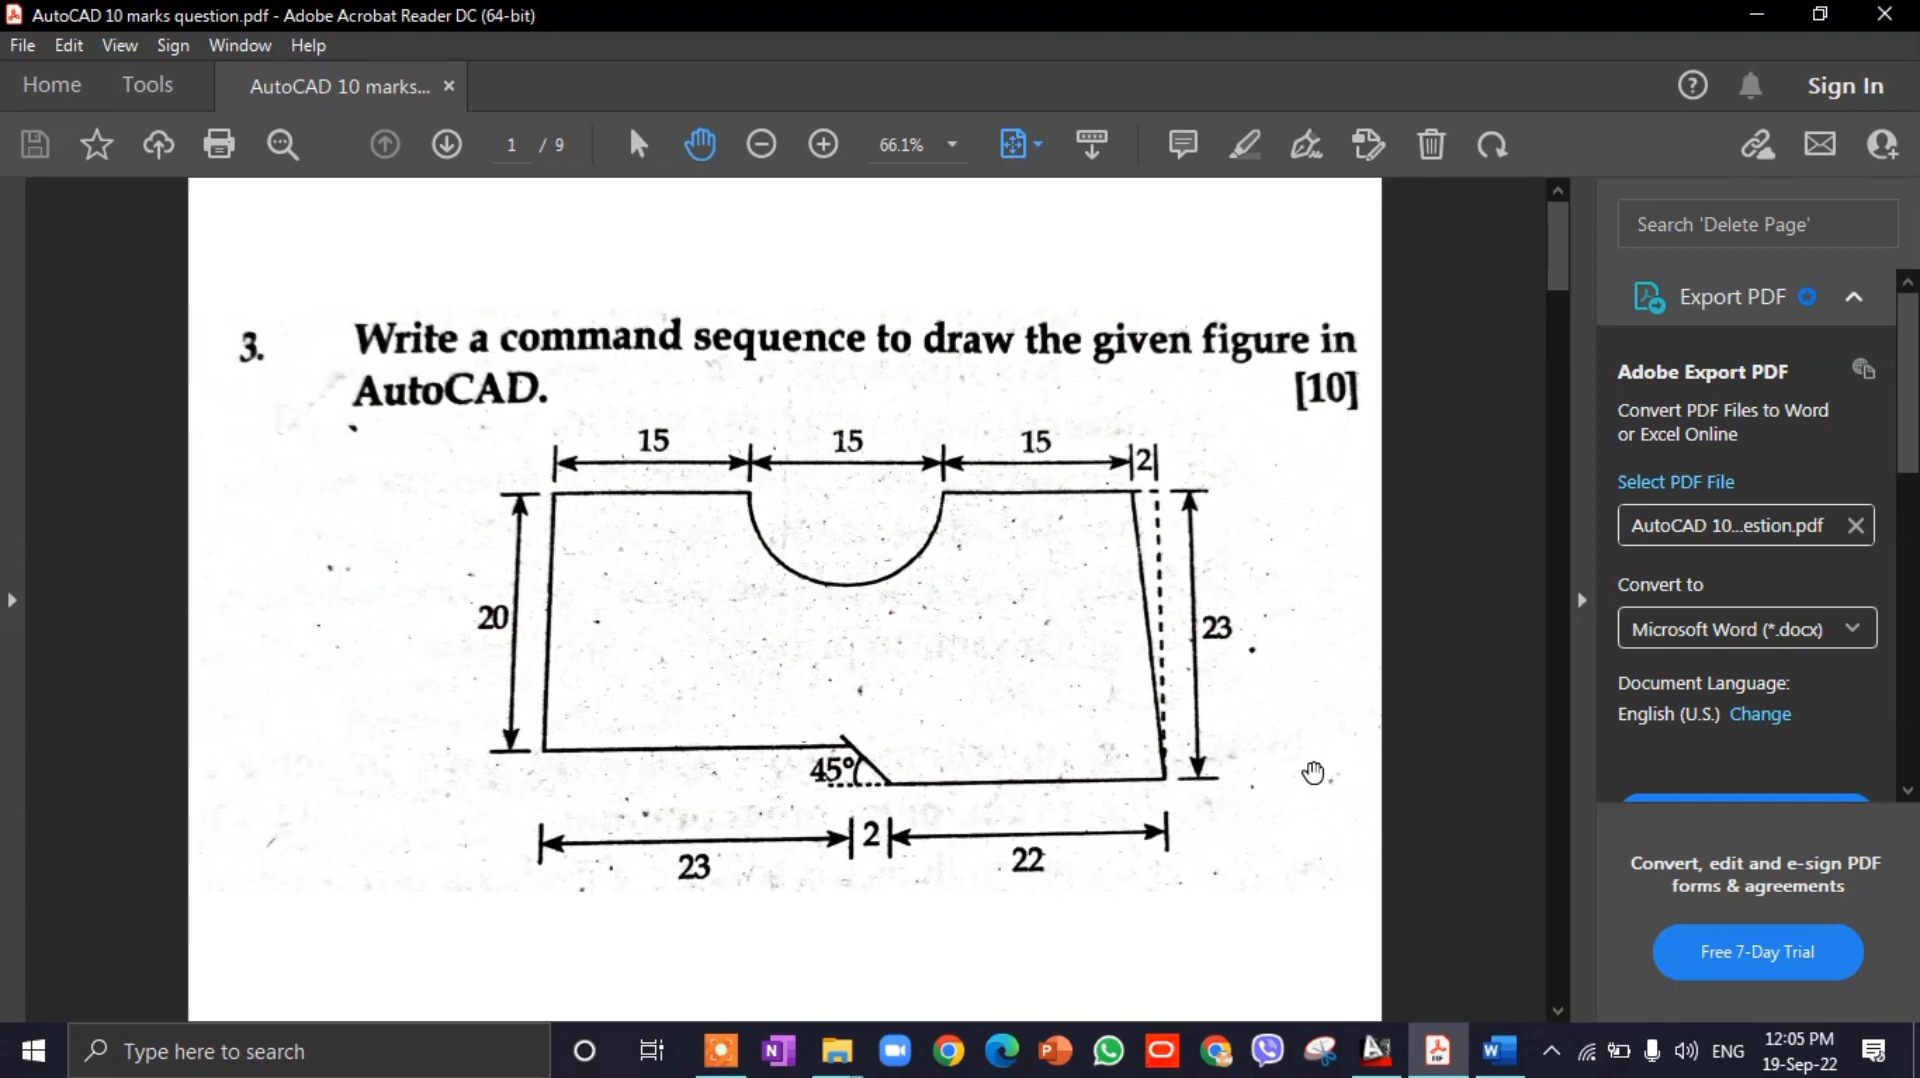 AutoCAD 10 marks question.pdf - Adobe Acrobat Reader DC (64-bit)
File Edit View Sign Window Help
Home Tools AutoCAD 10 marks... × Sign In
1 / 9 66.1%
3. Write a command sequence to draw the given figure in
AutoCAD. [10]
15 15 15 2
20 23
45°
23 2 22
Search 'Delete Page'
Export PDF
Adobe Export PDF
Convert PDF Files to Word
or Excel Online
Select PDF File
AutoCAD 10...estion.pdf
Convert to
Microsoft Word (*.docx)
Document Language:
English (U.S.) Change
Convert, edit and e-sign PDF
forms & agreements
Free 7-Day Trial
Type here to search
ENG
12:05 PM
19-Sep-22